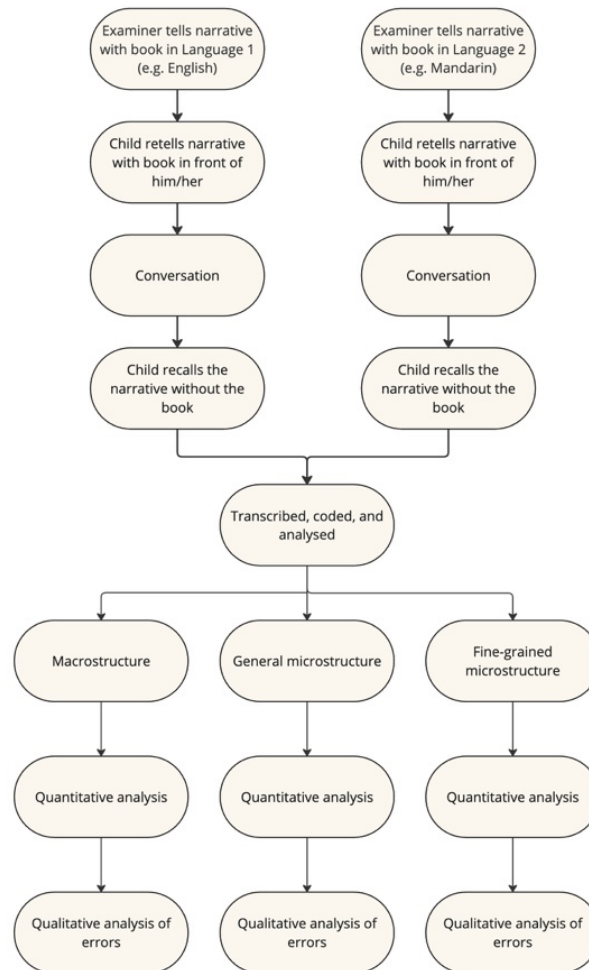 Examiner tells narrative
with book in Language 1
(e.g. English)
Examiner tells narrative
with book in Language 2
(e.g. Mandarin)
Child retells narrative
with book in front of
him/her
Child retells narrative
with book in front of
him/her
Conversation
Conversation
Child recalls the
narrative without the
book
Child recalls the
narrative without the
book
Transcribed, coded, and
analysed
Macrostructure
General microstructure
Fine-grained
microstructure
Quantitative analysis
Quantitative analysis
Quantitative analysis
Qualitative analysis of
errors
Qualitative analysis of
errors
Qualitative analysis of
errors